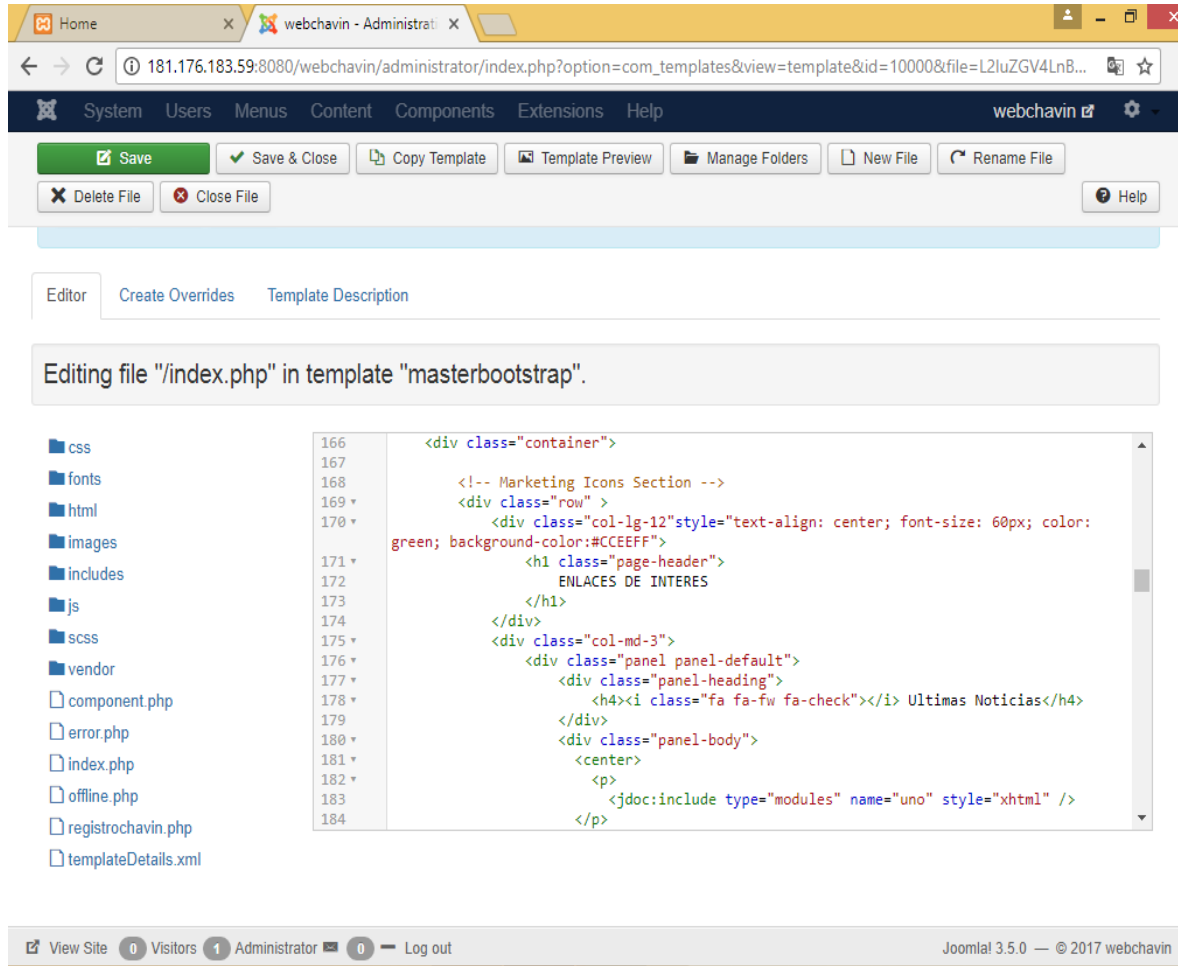 Home
webchavin - Administrati
181.176.183.59:8080/webchavin/administrator/index.php?option=com_templates&view=template&id=10000&file=L2luZGV4LnB...
System Users Menus Content Components Extensions Help webchavin
Save Save & Close Copy Template Template Preview Manage Folders New File Rename File
Delete File Close File Help
Editor Create Overrides Template Description
Editing file "/index.php" in template "masterbootstrap".
css
fonts
html
images
includes
js
scss
vendor
component.php
error.php
index.php
offline.php
registrochavin.php
templateDetails.xml
166 <div class="container">
167
168 <!-- Marketing Icons Section -->
169 <div class="row" >
170 <div class="col-lg-12"style="text-align: center; font-size: 60px; color:
green; background-color:#CCEEFF">
171 <h1 class="page-header">
172 ENLACES DE INTERES
173 </h1>
174 </div>
175 <div class="col-md-3">
176 <div class="panel panel-default">
177 <div class="panel-heading">
178 <h4><i class="fa fa-fw fa-check"></i> Ultimas Noticias</h4>
179 </div>
180 <div class="panel-body">
181 <center>
182 <p>
183 <jdoc:include type="modules" name="uno" style="xhtml" />
184 </p>
View Site 0 Visitors 1 Administrator 0 Log out Joomla! 3.5.0 — © 2017 webchavin